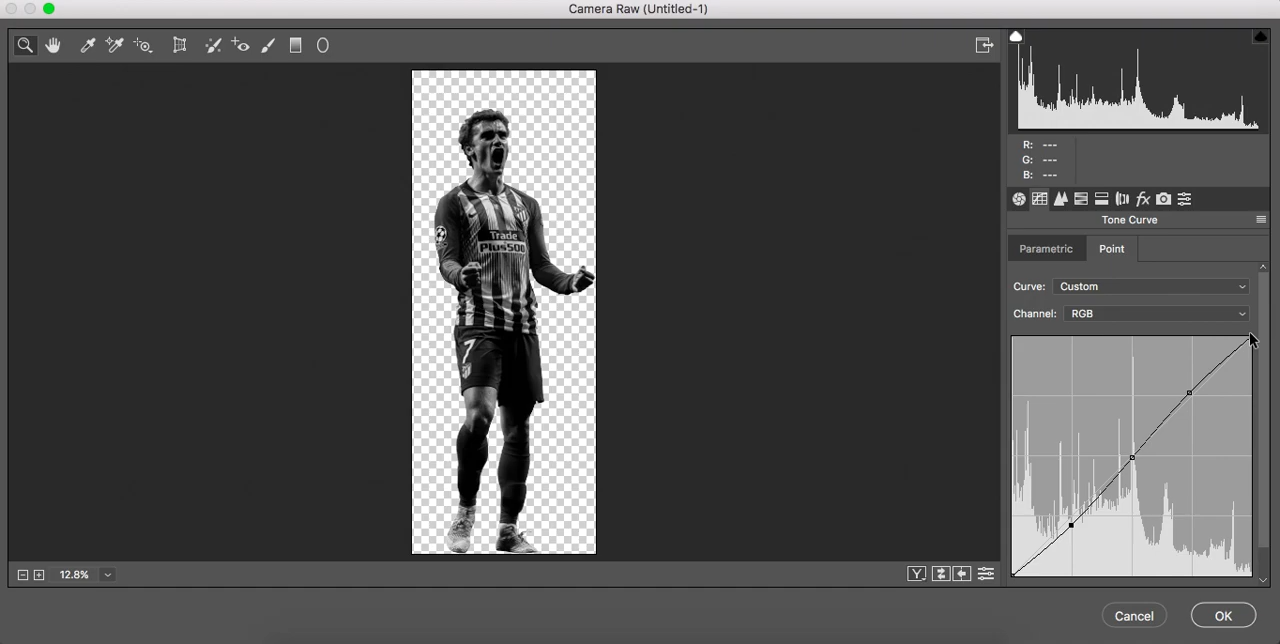 Camera Raw (Untitled-1)
R: ---
G: ---
B: ---
fx
Tone Curve
Parametric
Point
Curve: Custom
Channel: RGB
Trade
Plus500
7
12.8%
Y
Cancel
OK